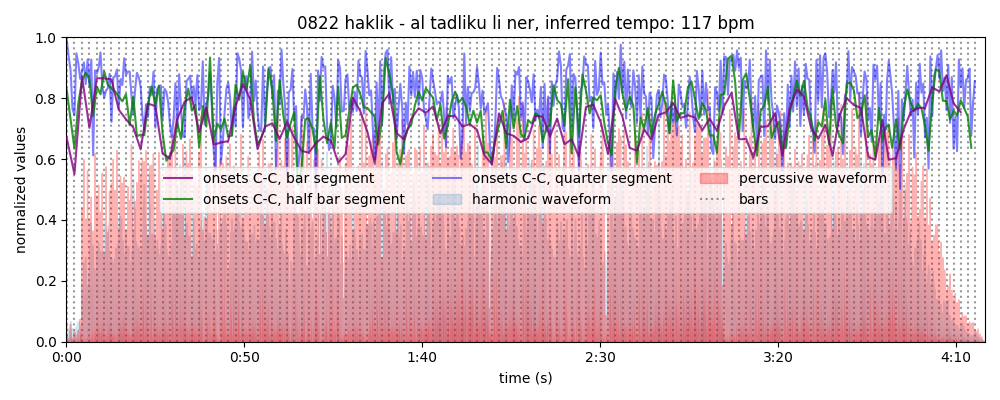 0822 haklik - al tadliku li ner, inferred tempo: 117 bpm
1.0
0.8
0.6
0.4
0.2
0.0
normalized values
onsets C-C, bar segment
onsets C-C, half bar segment
onsets C-C, quarter segment
harmonic waveform
percussive waveform
bars
0:00 0:50 1:40 2:30 3:20 4:10
time (s)